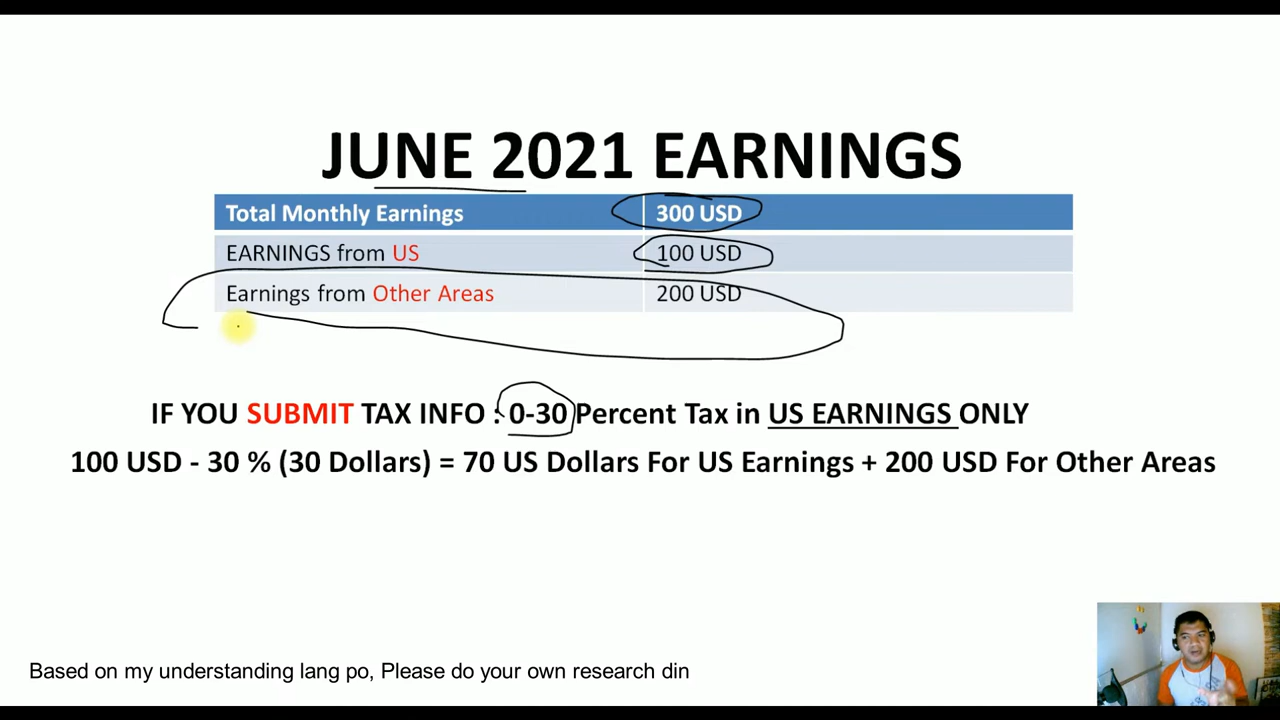 JUNE 2021 EARNINGS
Total Monthly Earnings 300 USD
EARNINGS from US 100 USD
Earnings from Other Areas 200 USD
IF YOU SUBMIT TAX INFO : 0-30 Percent Tax in US EARNINGS ONLY
100 USD - 30 % (30 Dollars) = 70 US Dollars For US Earnings + 200 USD For Other Areas
Based on my understanding lang po, Please do your own research din